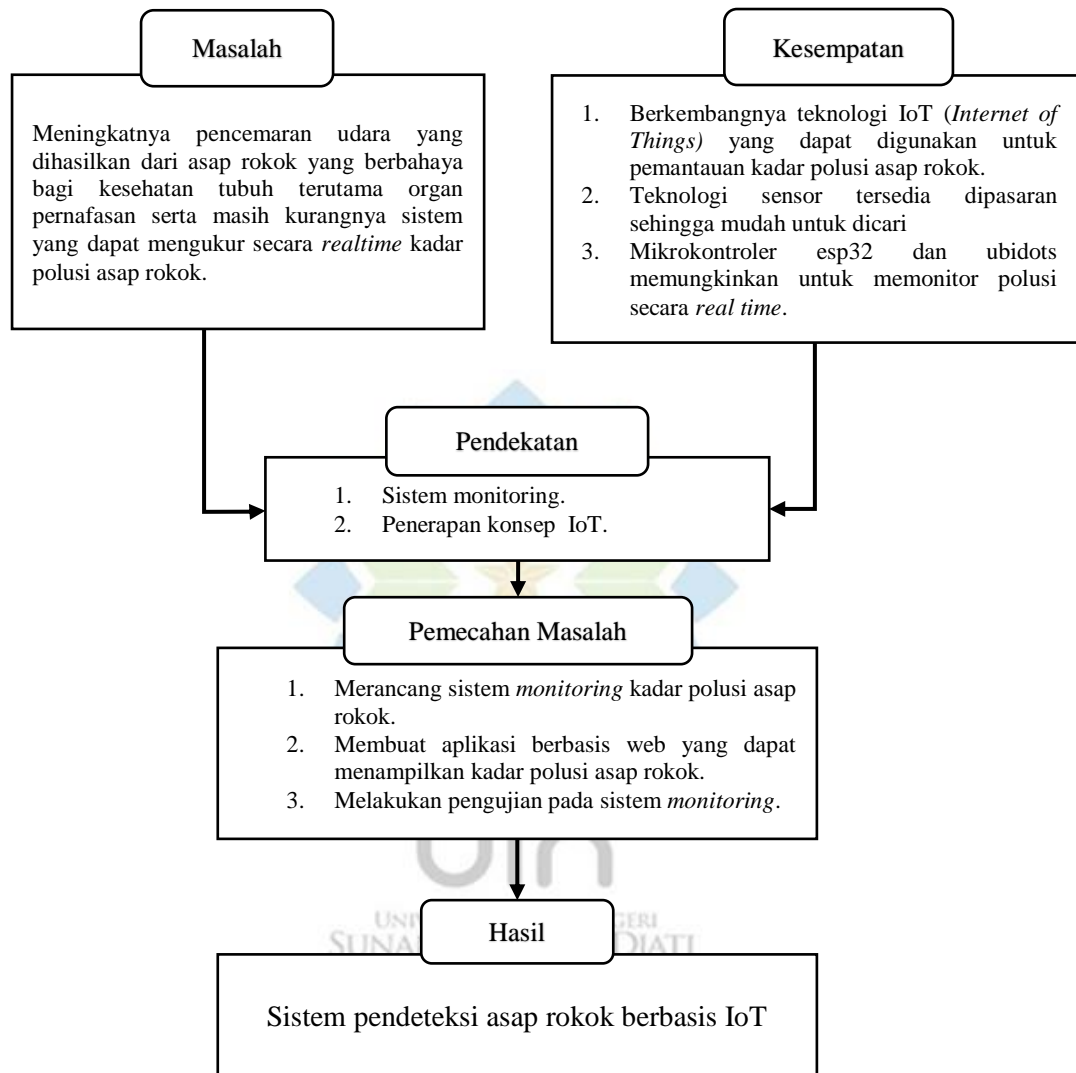 Masalah
Meningkatnya pencemaran udara yang
dihasilkan dari asap rokok yang berbahaya
bagi kesehatan tubuh terutama organ
pernafasan serta masih kurangnya sistem
yang dapat mengukur secara realtime kadar
polusi asap rokok.
Kesempatan
1. Berkembangnya teknologi IoT (Internet of
Things) yang dapat digunakan untuk
pemantauan kadar polusi asap rokok.
2. Teknologi sensor tersedia dipasaran
sehingga mudah untuk dicari
3. Mikrokontroler esp32 dan ubidots
memungkinkan untuk memonitor polusi
secara real time.
Pendekatan
1. Sistem monitoring.
2. Penerapan konsep IoT.
Pemecahan Masalah
1. Merancang sistem monitoring kadar polusi asap
rokok.
2. Membuat aplikasi berbasis web yang dapat
menampilkan kadar polusi asap rokok.
3. Melakukan pengujian pada sistem monitoring.
Hasil
Sistem pendeteksi asap rokok berbasis IoT